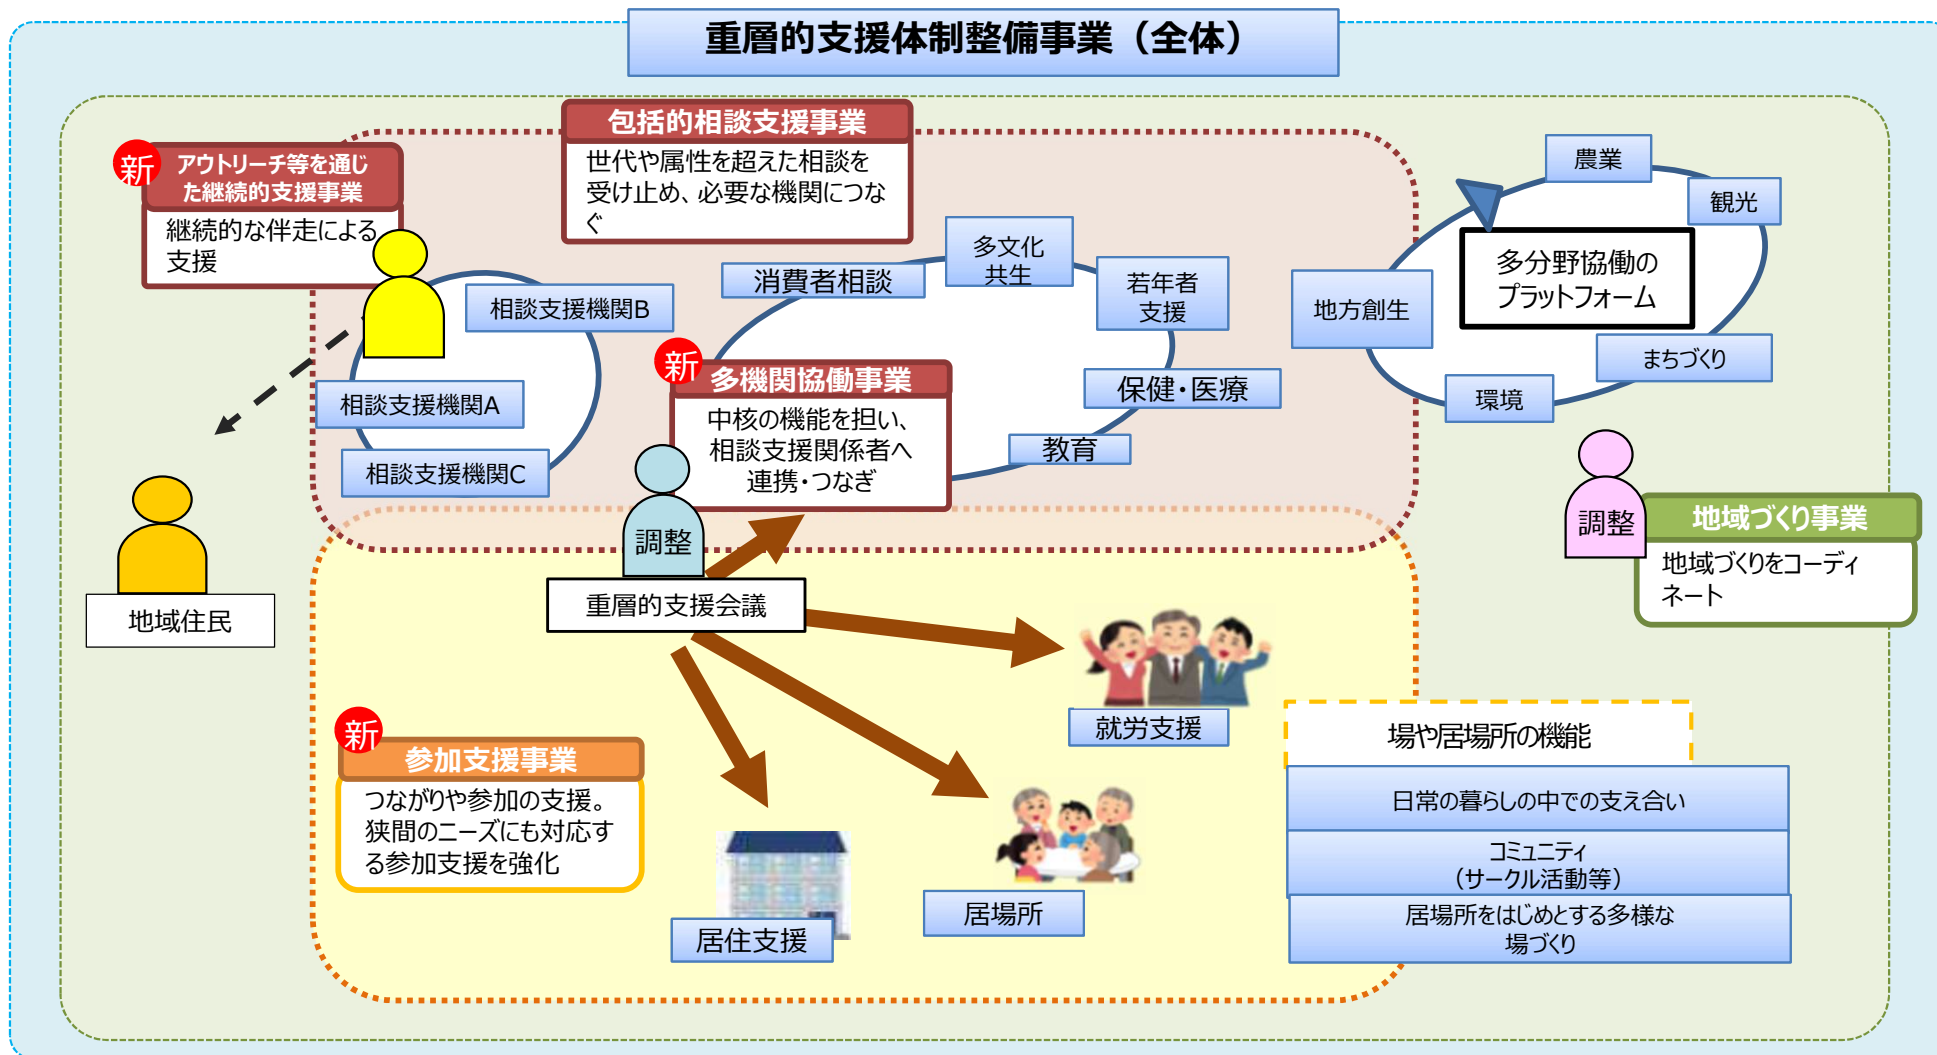 重層的支援体制整備事業（全体）
包括的相談支援事業
世代や属性を超えた相談を
受け止め、必要な機関につな
ぐ
新
アウトリーチ等を通じ
た継続的支援事業
継続的な伴走による
支援
相談支援機関B
相談支援機関A
相談支援機関C
消費者相談
多文化
共生
若年者
支援
保健・医療
教育
新
多機関協働事業
中核の機能を担い、
相談支援関係者へ
連携・つなぎ
農業
観光
多分野協働の
プラットフォーム
地方創生
まちづくり
環境
調整
地域づくり事業
地域づくりをコーディ
ネート
地域住民
調整
重層的支援会議
新
参加支援事業
つながりや参加の支援。
狭間のニーズにも対応す
る参加支援を強化
就労支援
居場所
居住支援
場や居場所の機能
日常の暮らしの中での支え合い
コミュニティ
（サークル活動等）
居場所をはじめとする多様な
場づくり